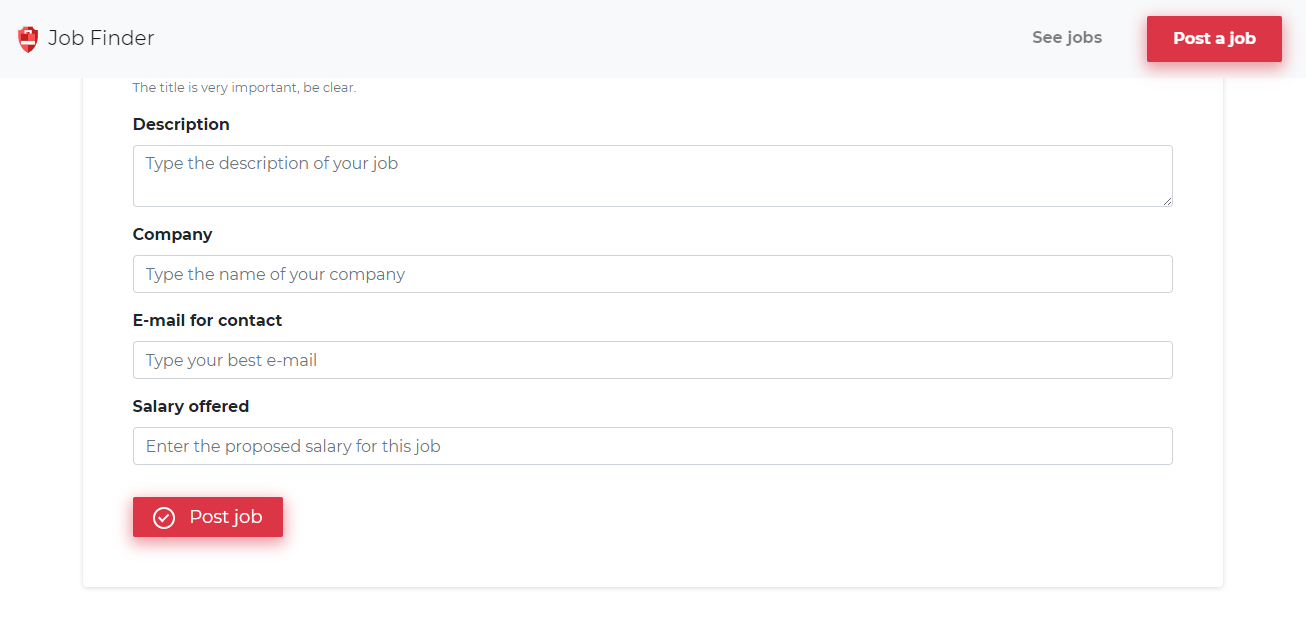 Job Finder
See jobs
Post a job
The title is very important, be clear.
Description
Type the description of your job
Company
Type the name of your company
E-mail for contact
Type your best e-mail
Salary offered
Enter the proposed salary for this job
Post job